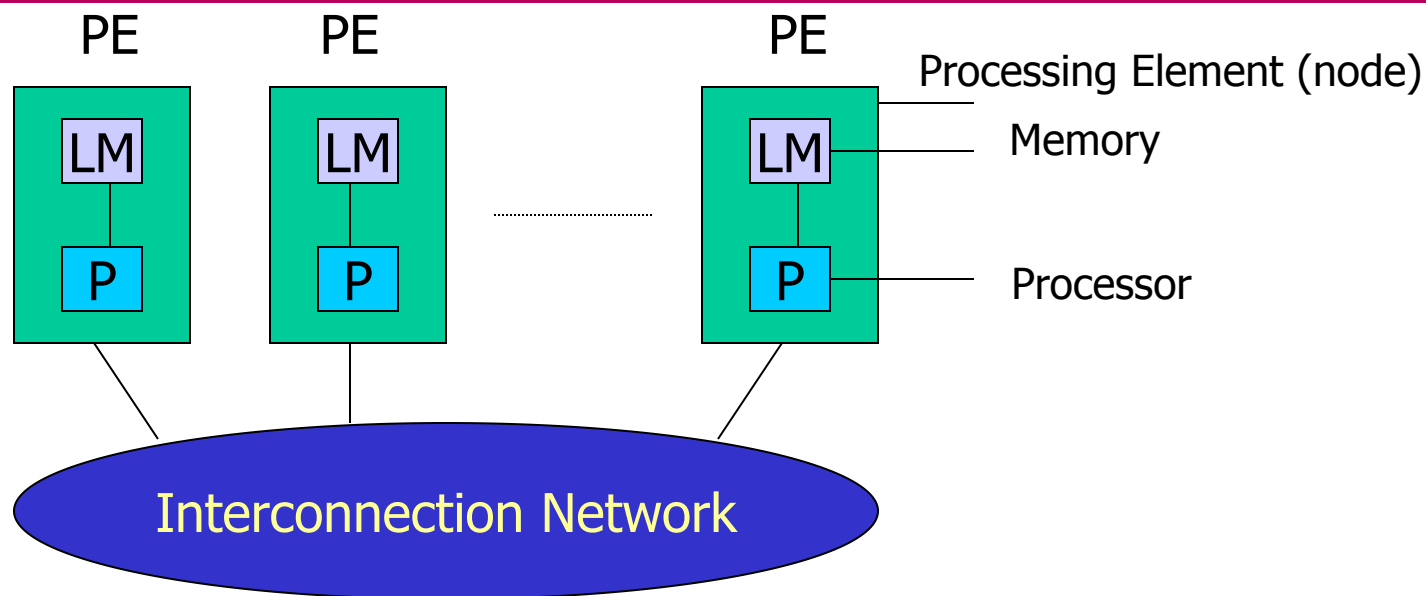 PE
PE
PE
Processing Element (node)
LM
LM
LM
Memory
P
P
P
Processor
Interconnection Network